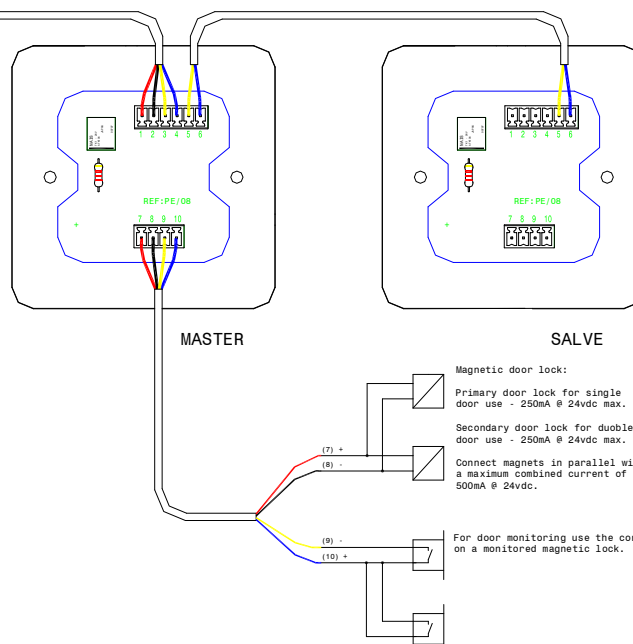 1 2 3 4 5 6
REF:PE/08
7 8 9 10
+
MASTER
1 2 3 4 5 6
REF:PE/08
7 8 9 10
+
SALVE
Magnetic door lock:
Primary door lock for single
door use - 250mA @ 24vdc max.
Secondary door lock for duoble
door use - 250mA @ 24vdc max.
Connect magnets in parallel wi
a maximum combined current of
500mA @ 24vdc.
(7) +
(8) -
(9) -
(10) +
For door monitoring use the co
on a monitored magnetic lock.